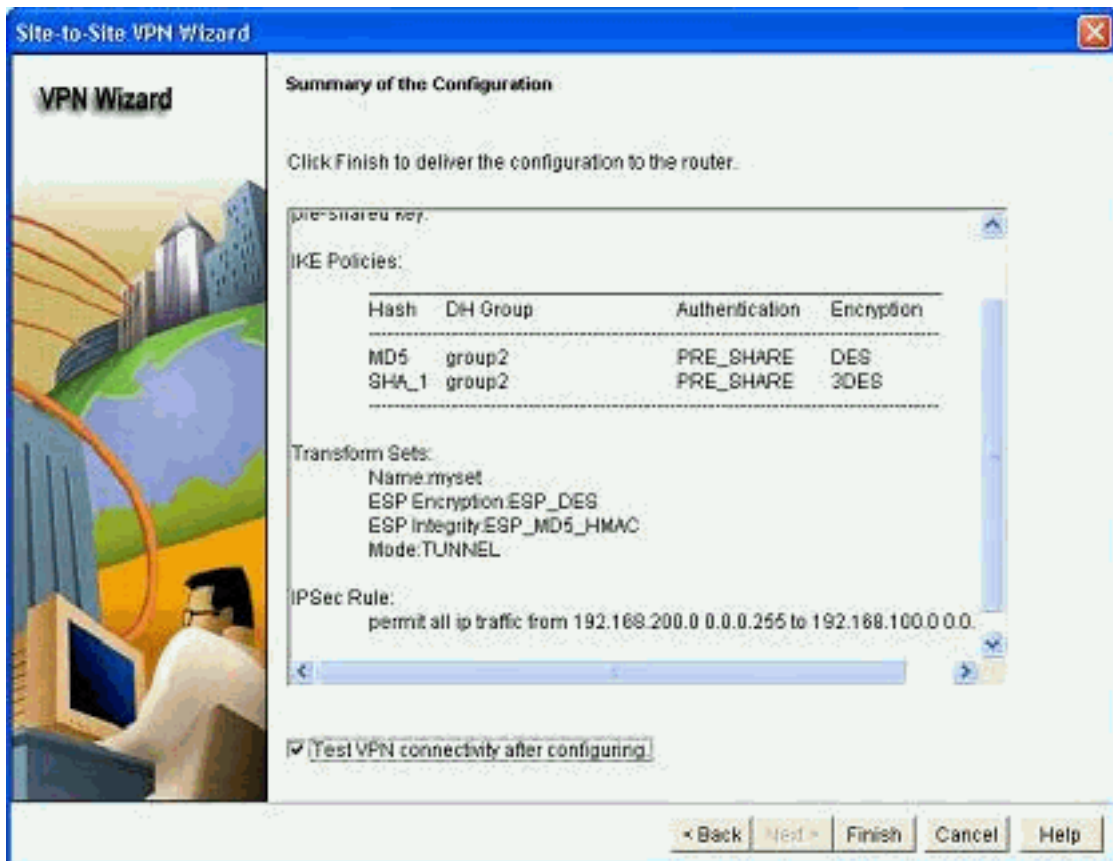 Site-to-Site VPN Wizard
VPN Wizard
Summary of the Configuration
Click Finish to deliver the configuration to the router.
pre-shared key.
IKE Policies:
Hash DH Group Authentication Encryption
MD5 group2 PRE_SHARE DES
SHA_1 group2 PRE_SHARE 3DES
Transform Sets:
Name:myset
ESP Encryption:ESP_DES
ESP Integrity:ESP_MD5_HMAC
Mode:TUNNEL
IPSec Rule:
permit all ip traffic from 192.168.200.0 0.0.0.255 to 192.168.100.0 0.0.
Test VPN connectivity after configuring.
< Back Next > Finish Cancel Help